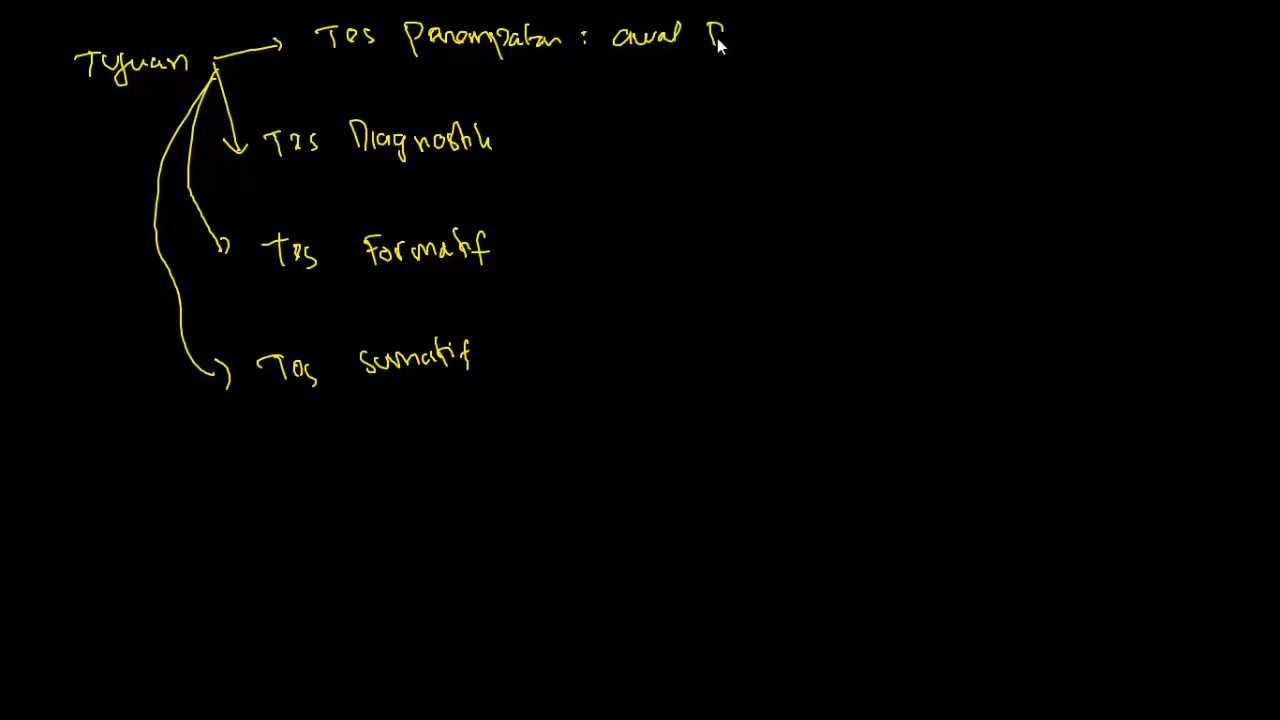 Tujuan → Tes Penempatan : awal P
Tes Diagnostik
Tes Formatif
Tes Sumatif